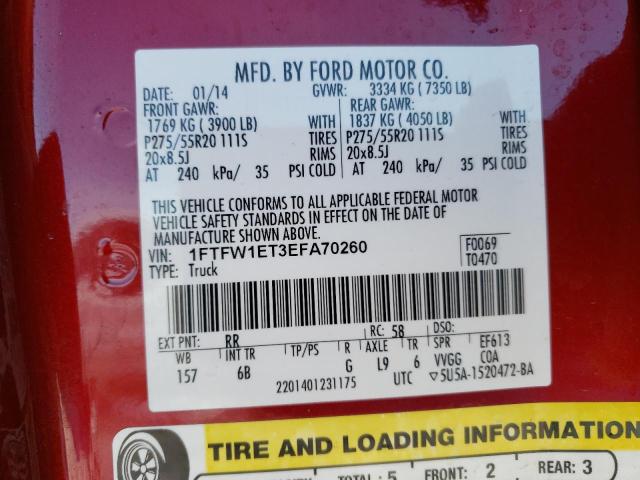 MFD. BY FORD MOTOR CO.
DATE: 01/14 GVWR: 3334 KG ( 7350 LB)
FRONT GAWR: REAR GAWR:
1769 KG ( 3900 LB) WITH 1837 KG ( 4050 LB) WITH
P275/55R20 111S TIRES P275/55R20 111S TIRES
20x8.5J RIMS 20x8.5J RIMS
AT 240 kPa/ 35 PSI COLD AT 240 kPa/ 35 PSI COLD
THIS VEHICLE CONFORMS TO ALL APPLICABLE FEDERAL MOTOR
VEHICLE SAFETY STANDARDS IN EFFECT ON THE DATE OF
MANUFACTURE SHOWN ABOVE.
VIN: 1FTFW1ET3EFA70260 F0069
TYPE: Truck T0470
EXT PNT: RR RC: 58 DSO:
WB INT TR TP/PS R AXLE TR SPR EF613
157 6B G L9 6 VVGG COA
2201401231175 UTC ▽5U5A-1520472-BA
TIRE AND LOADING INFORMATION
TOTAL: 5 FRONT: 2 REAR: 3